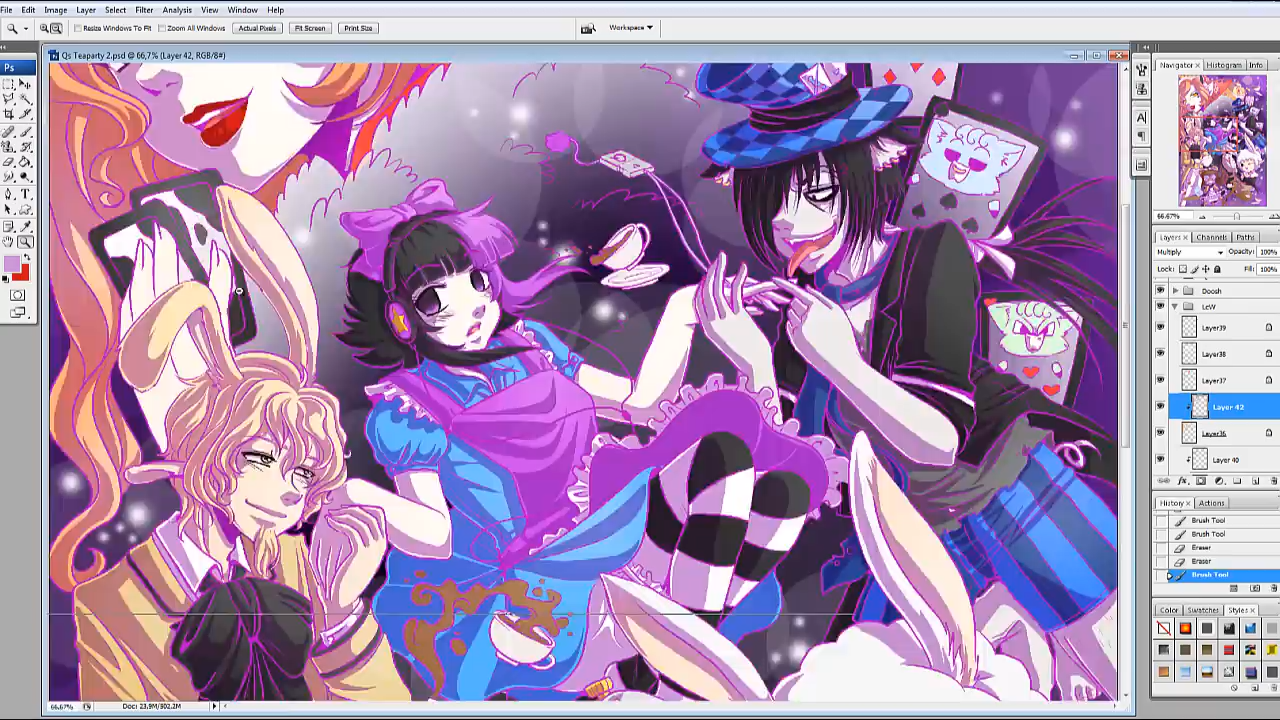 File Edit Image Layer Select Filter Analysis View Window Help
Resize Windows To Fit Zoom All Windows Actual Pixels Fit Screen Print Size Workspace
Ps
Qs Teaparty 2.psd @ 66,7% (Layer 42, RGB/8#)
Navigator Histogram Info
66.67%
Layers Channels Paths
Multiply Opacity: 100%
Lock: Fill: 100%
Doosh
LeW
Layer39
Layer38
Layer37
Layer 42
Layer36
Layer 40
History Actions
Brush Tool
Brush Tool
Eraser
Eraser
Brush Tool
Color Swatches Styles
66.67% Doc: 23,9M/302,2M